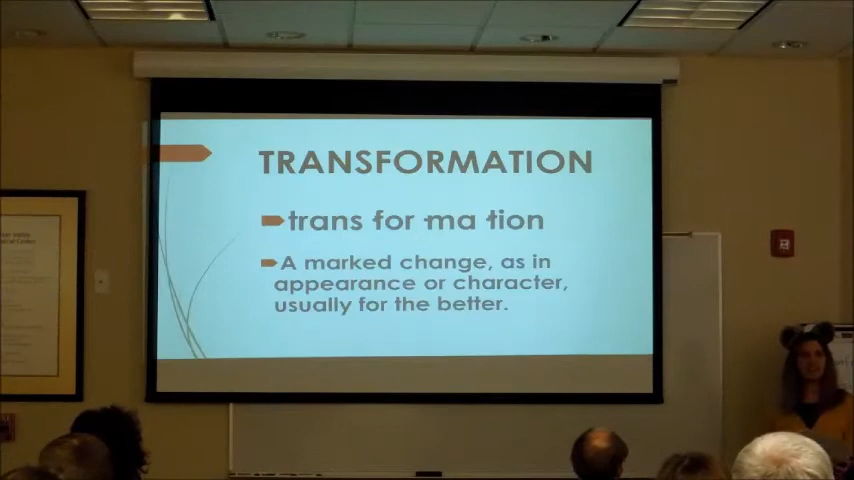 TRANSFORMATION
trans for ·ma tion
A marked change, as in
appearance or character,
usually for the better.